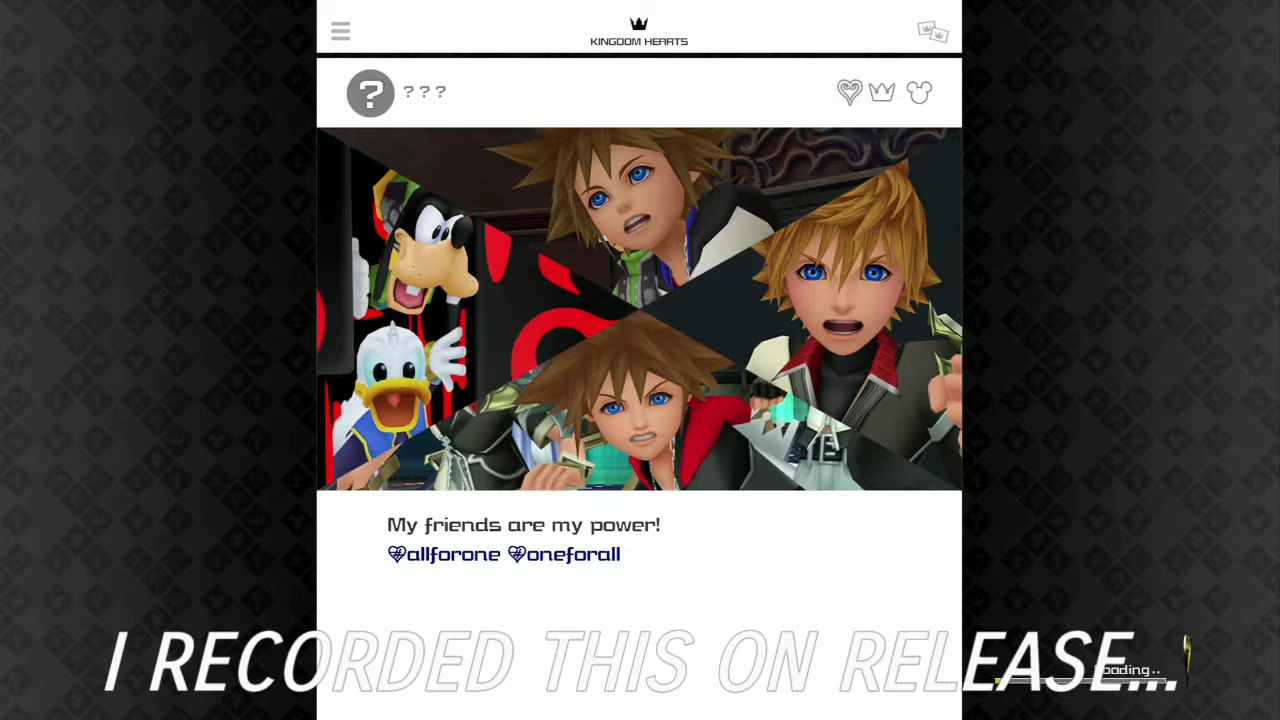 KINGDOM HEARTS
?
? ? ?
My friends are my power!
allforone oneforall
Loading..
I RECORDED THIS ON RELEASE...